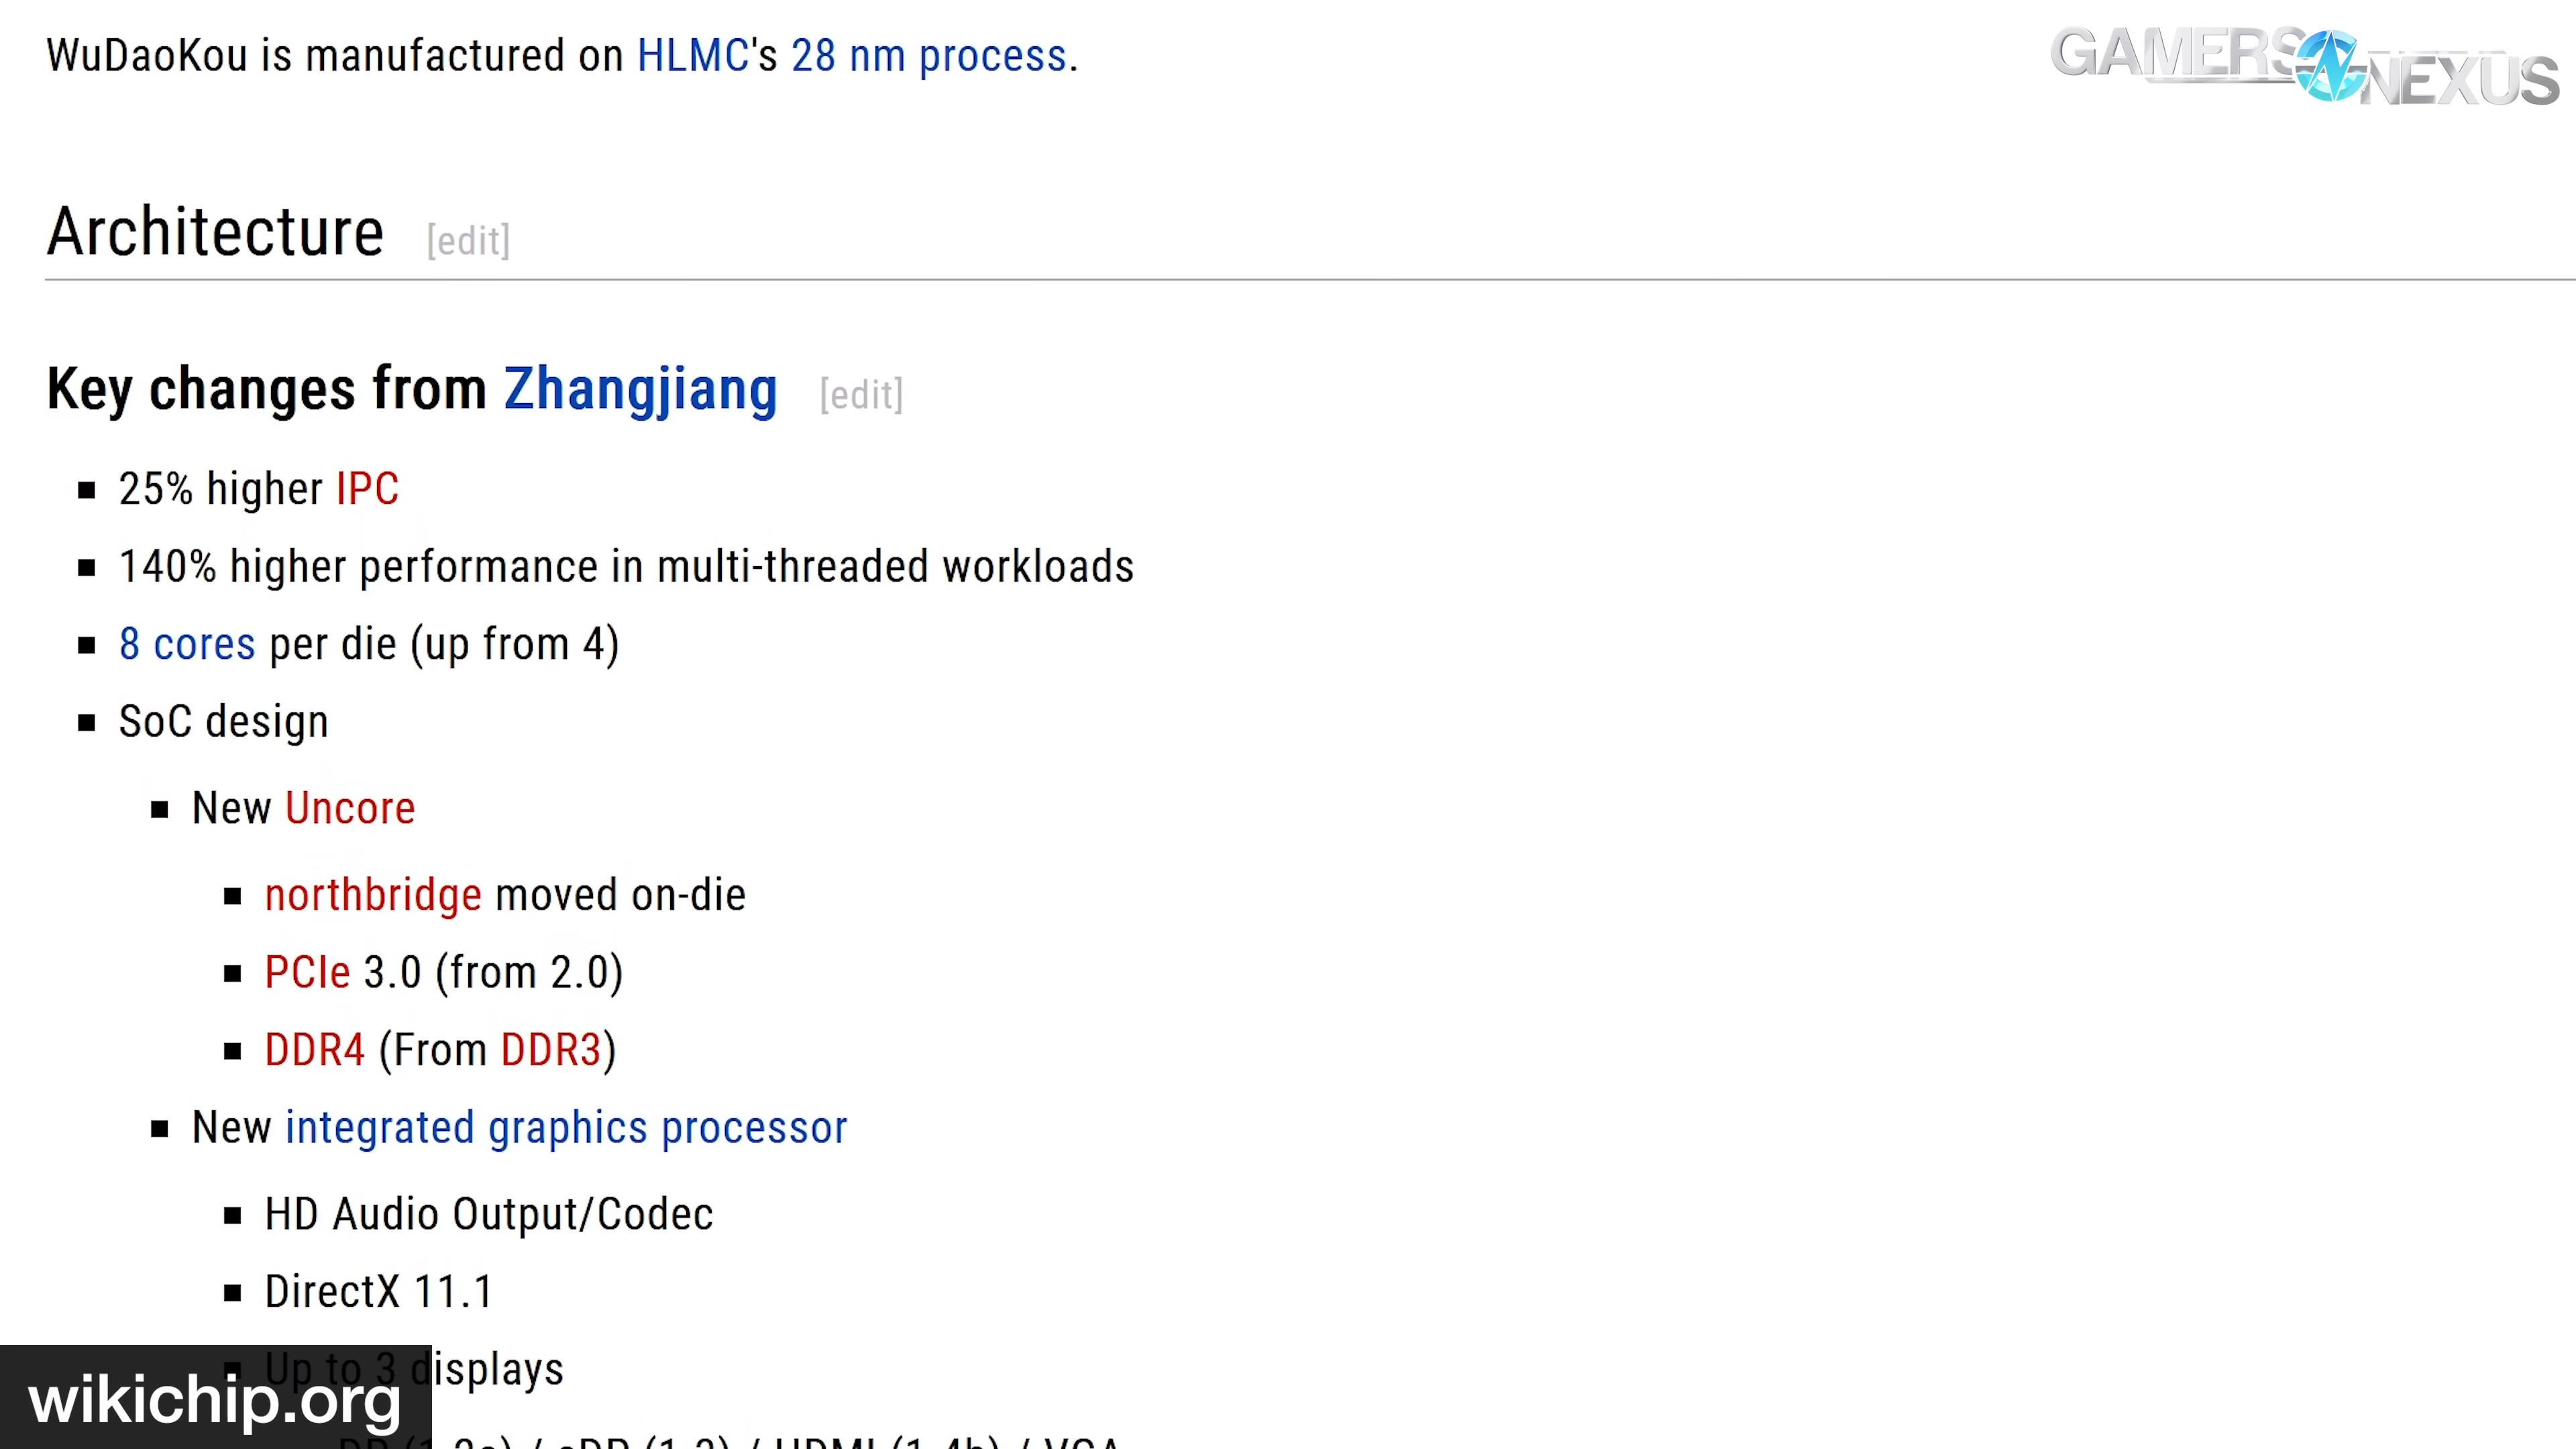 WuDaoKou is manufactured on HLMC's 28 nm process.
GAMERS NEXUS
Architecture [edit]
Key changes from Zhangjiang [edit]
25% higher IPC
140% higher performance in multi-threaded workloads
8 cores per die (up from 4)
SoC design
New Uncore
northbridge moved on-die
PCIe 3.0 (from 2.0)
DDR4 (From DDR3)
New integrated graphics processor
HD Audio Output/Codec
DirectX 11.1
Up to 3 displays
wikichip.org